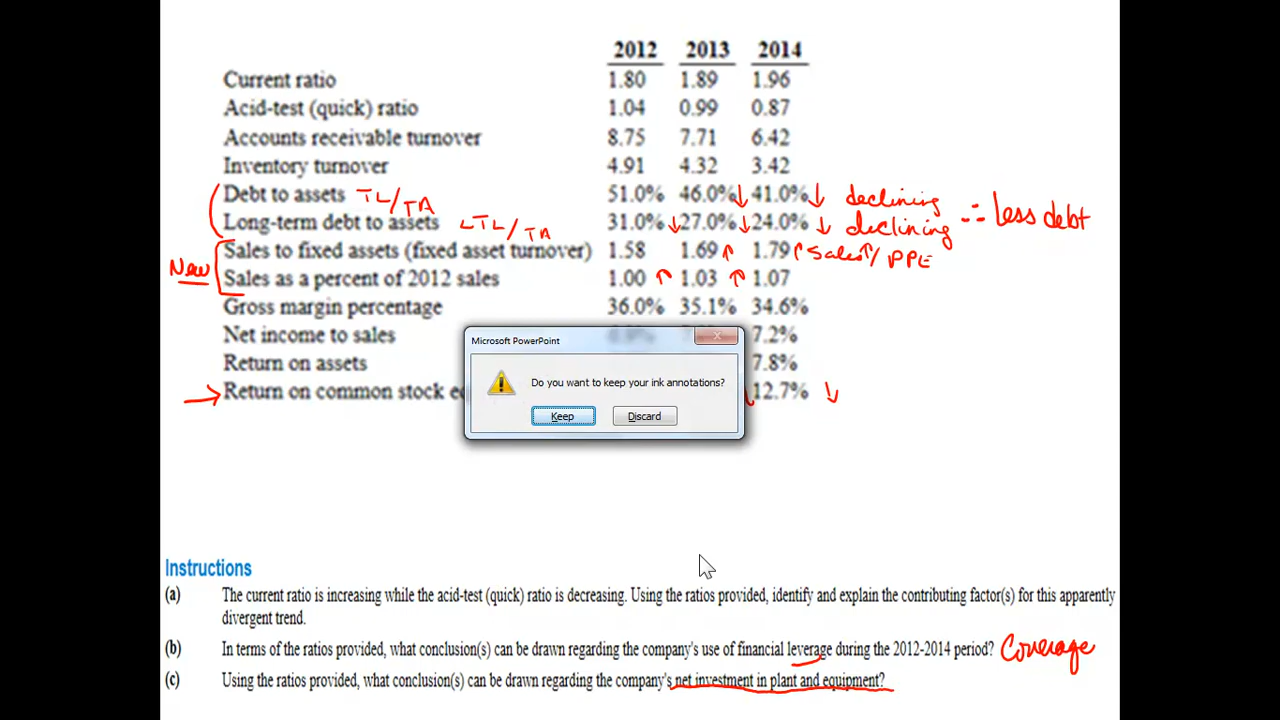 2012 2013 2014
Current ratio 1.80 1.89 1.96
Acid-test (quick) ratio 1.04 0.99 0.87
Accounts receivable turnover 8.75 7.71 6.42
Inventory turnover 4.91 4.32 3.42
Debt to assets TL/TA 51.0% 46.0%↓ 41.0% ↓ declining
Long-term debt to assets LTL/TA 31.0% ↓ 27.0% ↓ 24.0% ↓ declining ∴ less debt
Sales to fixed assets (fixed asset turnover) 1.58 1.69 ↑ 1.79 ↑ Sales↑/PPE
New
Sales as a percent of 2012 sales 1.00 ↑ 1.03 ↑ 1.07
Gross margin percentage 36.0% 35.1% 34.6%
Net income to sales 7.2%
Return on assets 7.8%
→ Return on common stock 12.7% ↓
Microsoft PowerPoint
Do you want to keep your ink annotations?
Keep Discard
Instructions
(a) The current ratio is increasing while the acid-test (quick) ratio is decreasing. Using the ratios provided, identify and explain the contributing factor(s) for this apparently
divergent trend.
(b) In terms of the ratios provided, what conclusion(s) can be drawn regarding the company's use of financial leverage during the 2012-2014 period? Coverage
(c) Using the ratios provided, what conclusion(s) can be drawn regarding the company's net investment in plant and equipment?